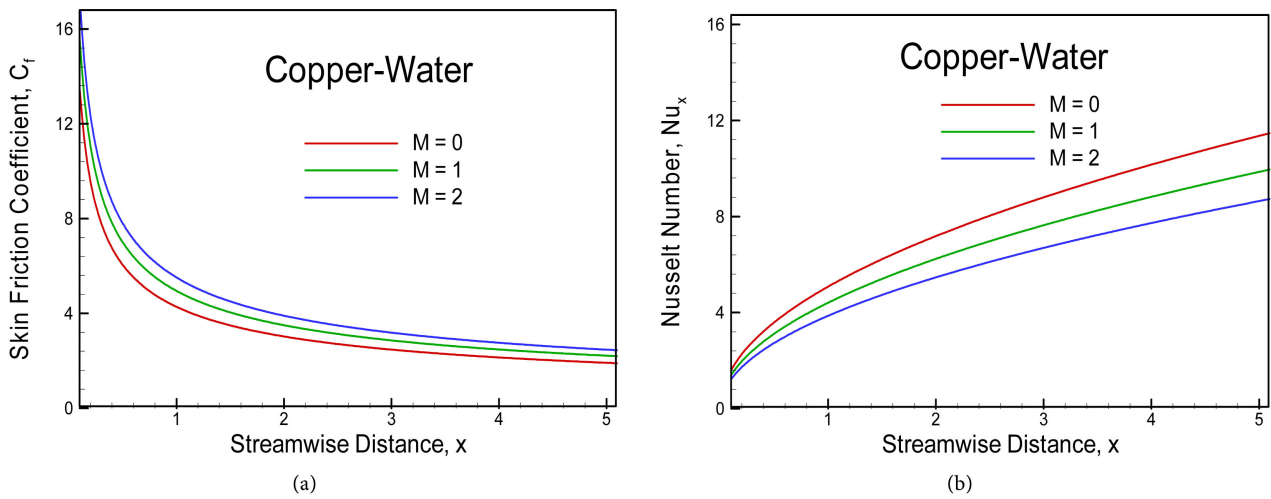 Skin Friction Coefficient, Cf
16
12
8
4
0
Copper-Water
M = 0
M = 1
M = 2
1 2 3 4 5
Streamwise Distance, x
(a)
Nusselt Number, Nux
16
12
8
4
0
Copper-Water
M = 0
M = 1
M = 2
1 2 3 4 5
Streamwise Distance, x
(b)